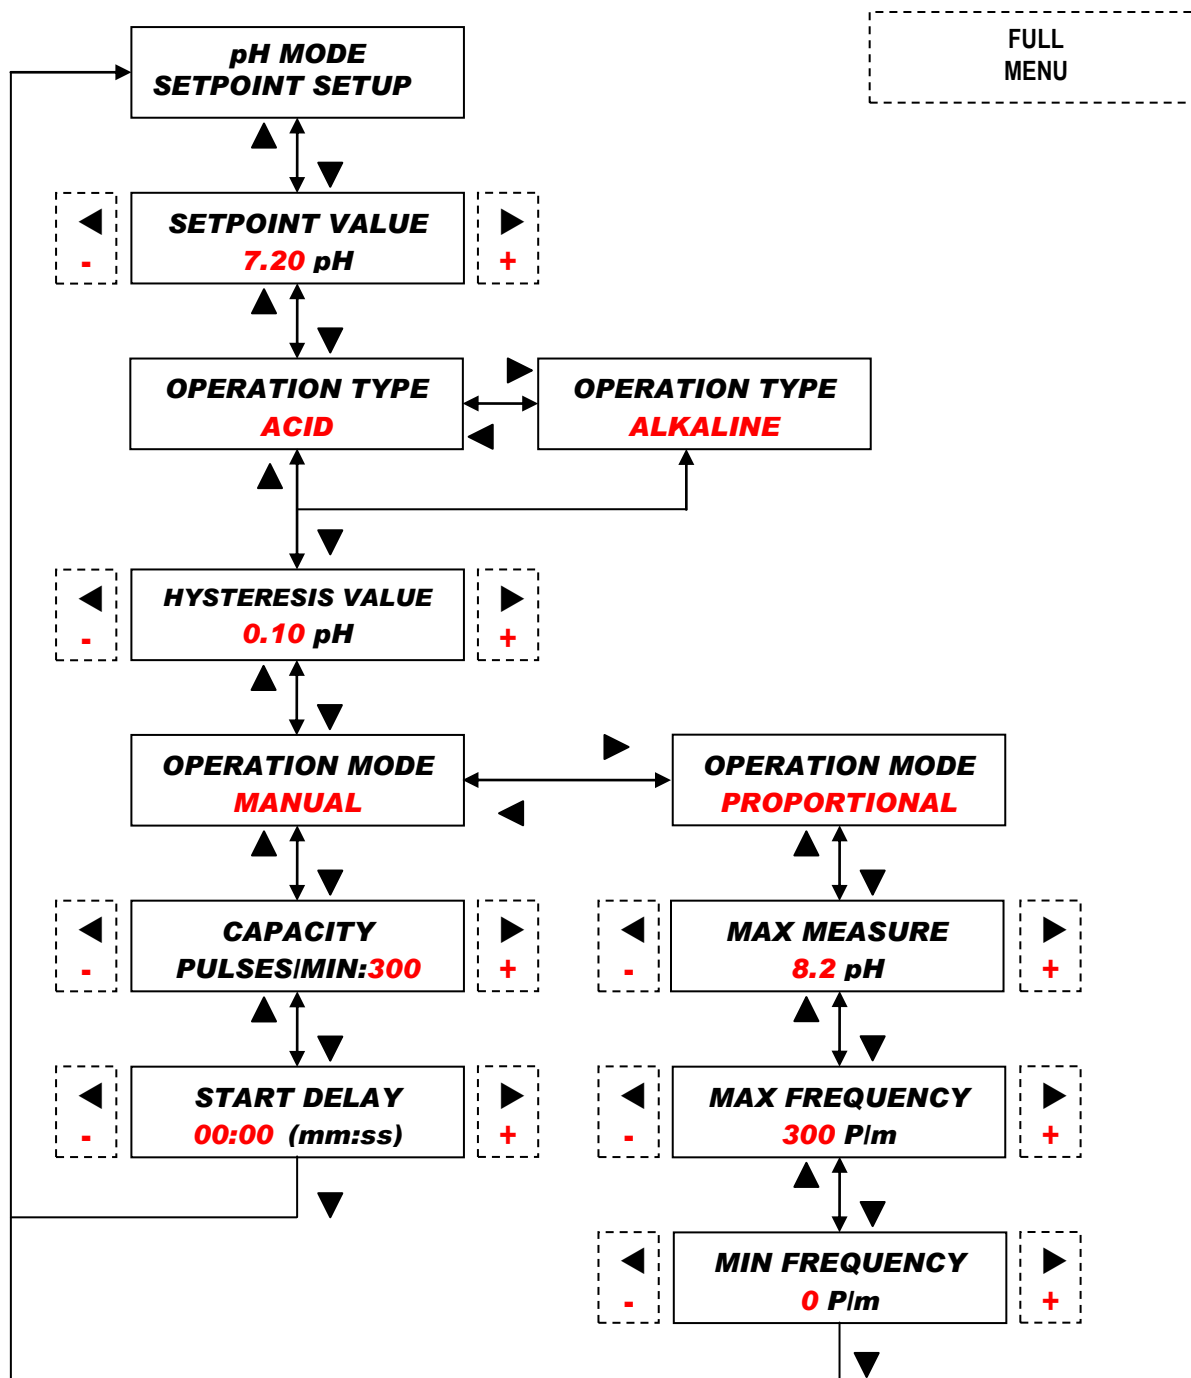 pH MODE
SETPOINT SETUP
FULL
MENU
SETPOINT VALUE
7.20 pH
-
+
OPERATION TYPE
ACID
OPERATION TYPE
ALKALINE
HYSTERESIS VALUE
0.10 pH
-
+
OPERATION MODE
MANUAL
OPERATION MODE
PROPORTIONAL
CAPACITY
PULSES/MIN:300
-
+
MAX MEASURE
8.2 pH
-
+
START DELAY
00:00 (mm:ss)
-
+
MAX FREQUENCY
300 P/m
-
+
MIN FREQUENCY
0 P/m
-
+